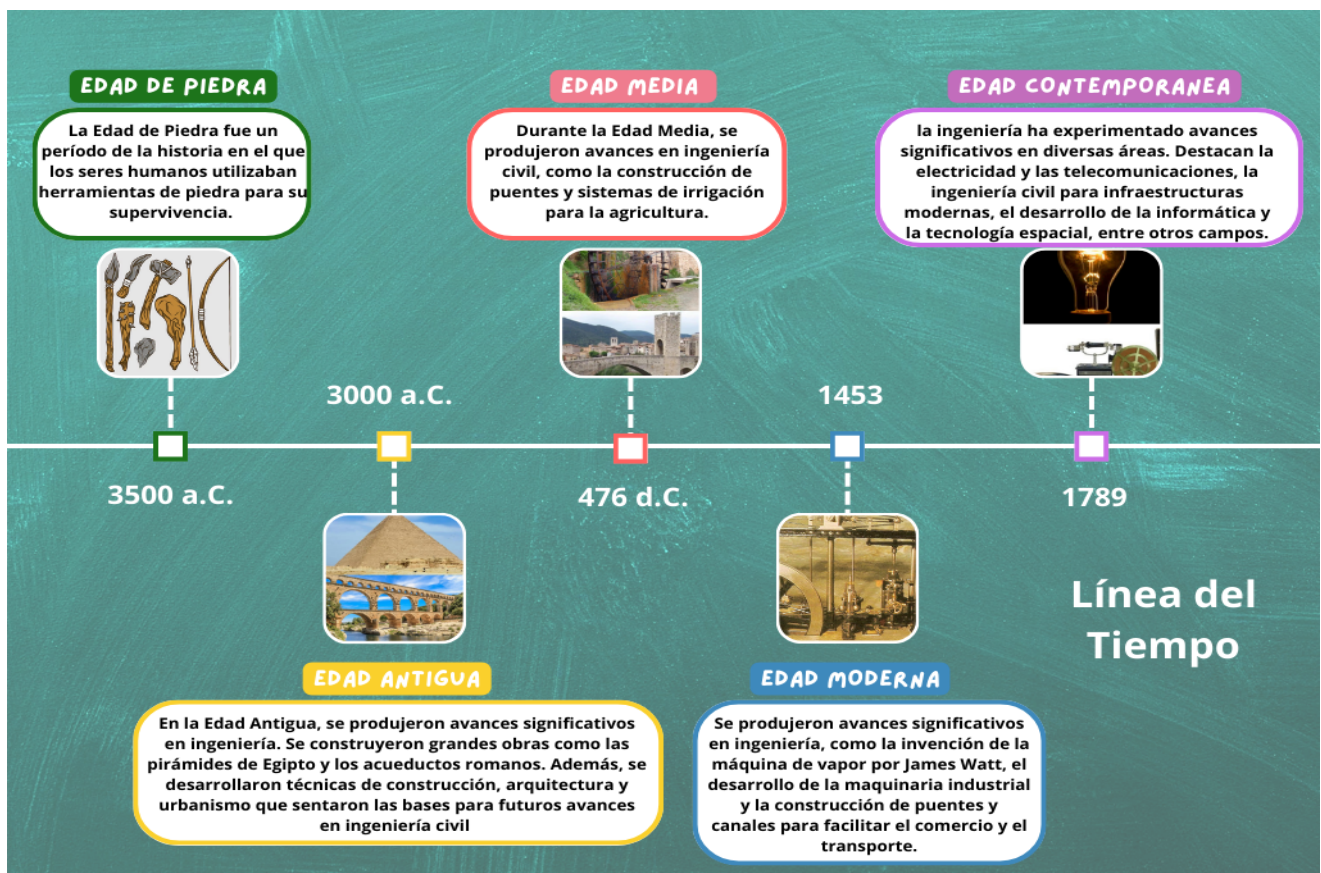 EDAD DE PIEDRA
La Edad de Piedra fue un
período de la historia en el que
los seres humanos utilizaban
herramientas de piedra para su
supervivencia.
3500 a.C.
3000 a.C.
EDAD ANTIGUA
En la Edad Antigua, se produjeron avances significativos
en ingeniería. Se construyeron grandes obras como las
pirámides de Egipto y los acueductos romanos. Además, se
desarrollaron técnicas de construcción, arquitectura y
urbanismo que sentaron las bases para futuros avances
en ingeniería civil
EDAD MEDIA
Durante la Edad Media, se
produjeron avances en ingeniería
civil, como la construcción de
puentes y sistemas de irrigación
para la agricultura.
476 d.C.
1453
EDAD MODERNA
Se produjeron avances significativos
en ingeniería, como la invención de la
máquina de vapor por James Watt, el
desarrollo de la maquinaria industrial
y la construcción de puentes y
canales para facilitar el comercio y el
transporte.
EDAD CONTEMPORANEA
la ingeniería ha experimentado avances
significativos en diversas áreas. Destacan la
electricidad y las telecomunicaciones, la
ingeniería civil para infraestructuras
modernas, el desarrollo de la informática y
la tecnología espacial, entre otros campos.
1789
Línea del
Tiempo